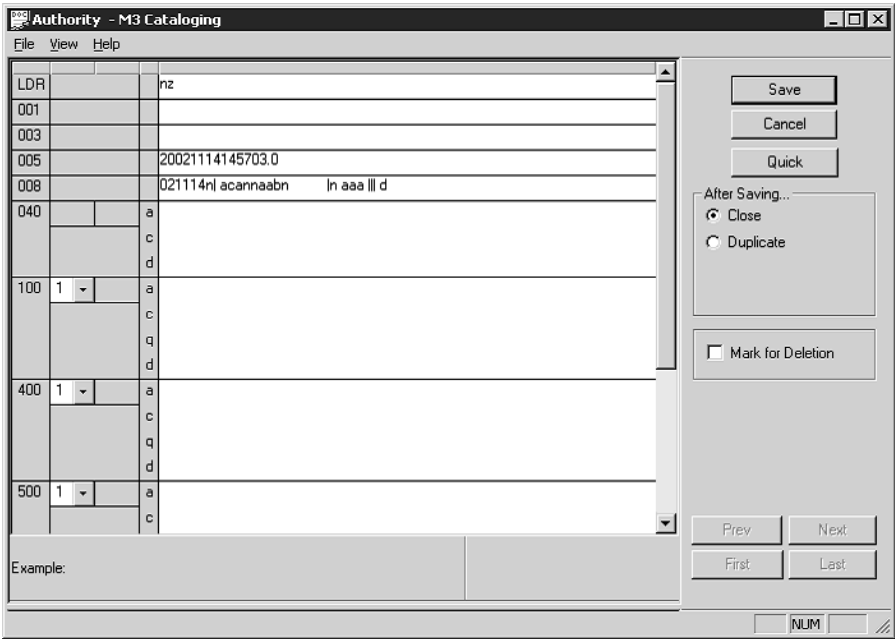 Authority - M3 Cataloging
File View Help
LDR nz
001
003
005 20021114145703.0
008 021114n| acannaabn |n aaa ||| d
040 a
c
d
100 1 a
c
q
d
400 1 a
c
q
d
500 1 a
c
Example:
Save
Cancel
Quick
After Saving...
Close
Duplicate
Mark for Deletion
Prev Next
First Last
NUM